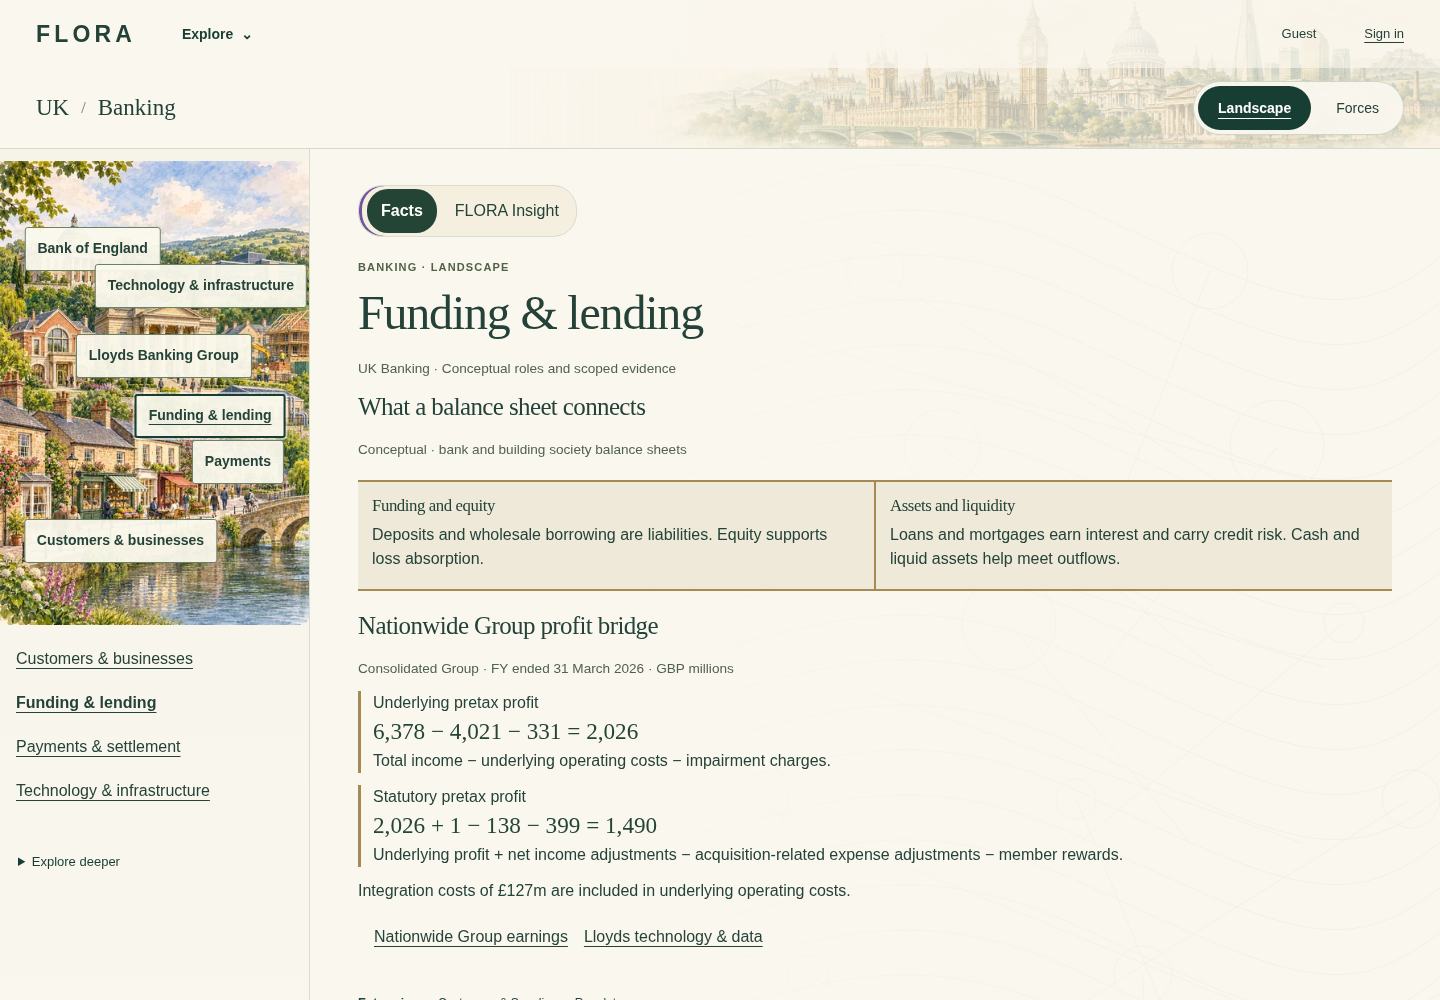 FLORA
Explore
Guest
Sign in
UK / Banking
Landscape
Forces
Bank of England
Technology & infrastructure
Lloyds Banking Group
Funding & lending
Payments
Customers & businesses
Customers & businesses
Funding & lending
Payments & settlement
Technology & infrastructure
▶ Explore deeper
Facts
FLORA Insight
BANKING · LANDSCAPE
Funding & lending
UK Banking · Conceptual roles and scoped evidence
What a balance sheet connects
Conceptual · bank and building society balance sheets
Funding and equity
Deposits and wholesale borrowing are liabilities. Equity supports
loss absorption.
Assets and liquidity
Loans and mortgages earn interest and carry credit risk. Cash and
liquid assets help meet outflows.
Nationwide Group profit bridge
Consolidated Group · FY ended 31 March 2026 · GBP millions
Underlying pretax profit
6,378 − 4,021 − 331 = 2,026
Total income − underlying operating costs − impairment charges.
Statutory pretax profit
2,026 + 1 − 138 − 399 = 1,490
Underlying profit + net income adjustments − acquisition-related expense adjustments − member rewards.
Integration costs of £127m are included in underlying operating costs.
Nationwide Group earnings
Lloyds technology & data